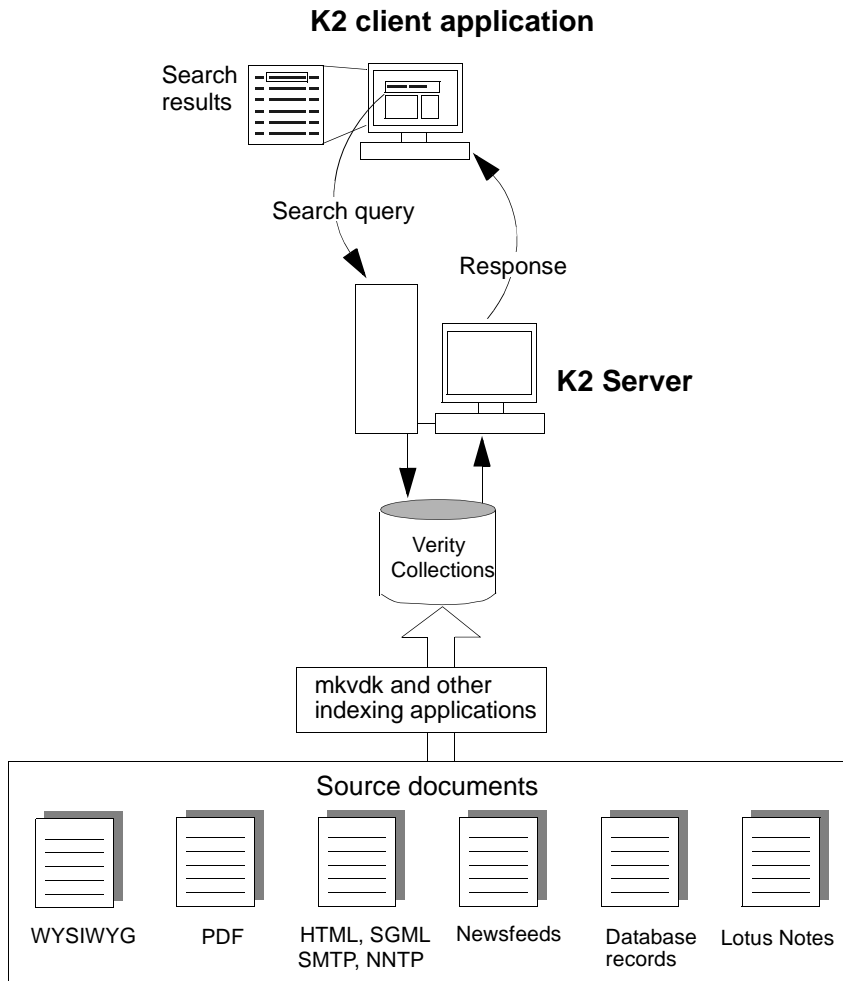 K2 client application
Search
results
Search query
Response
K2 Server
Verity
Collections
mkvdk and other
indexing applications
Source documents
WYSIWYG
PDF
HTML, SGML
SMTP, NNTP
Newsfeeds
Database
records
Lotus Notes